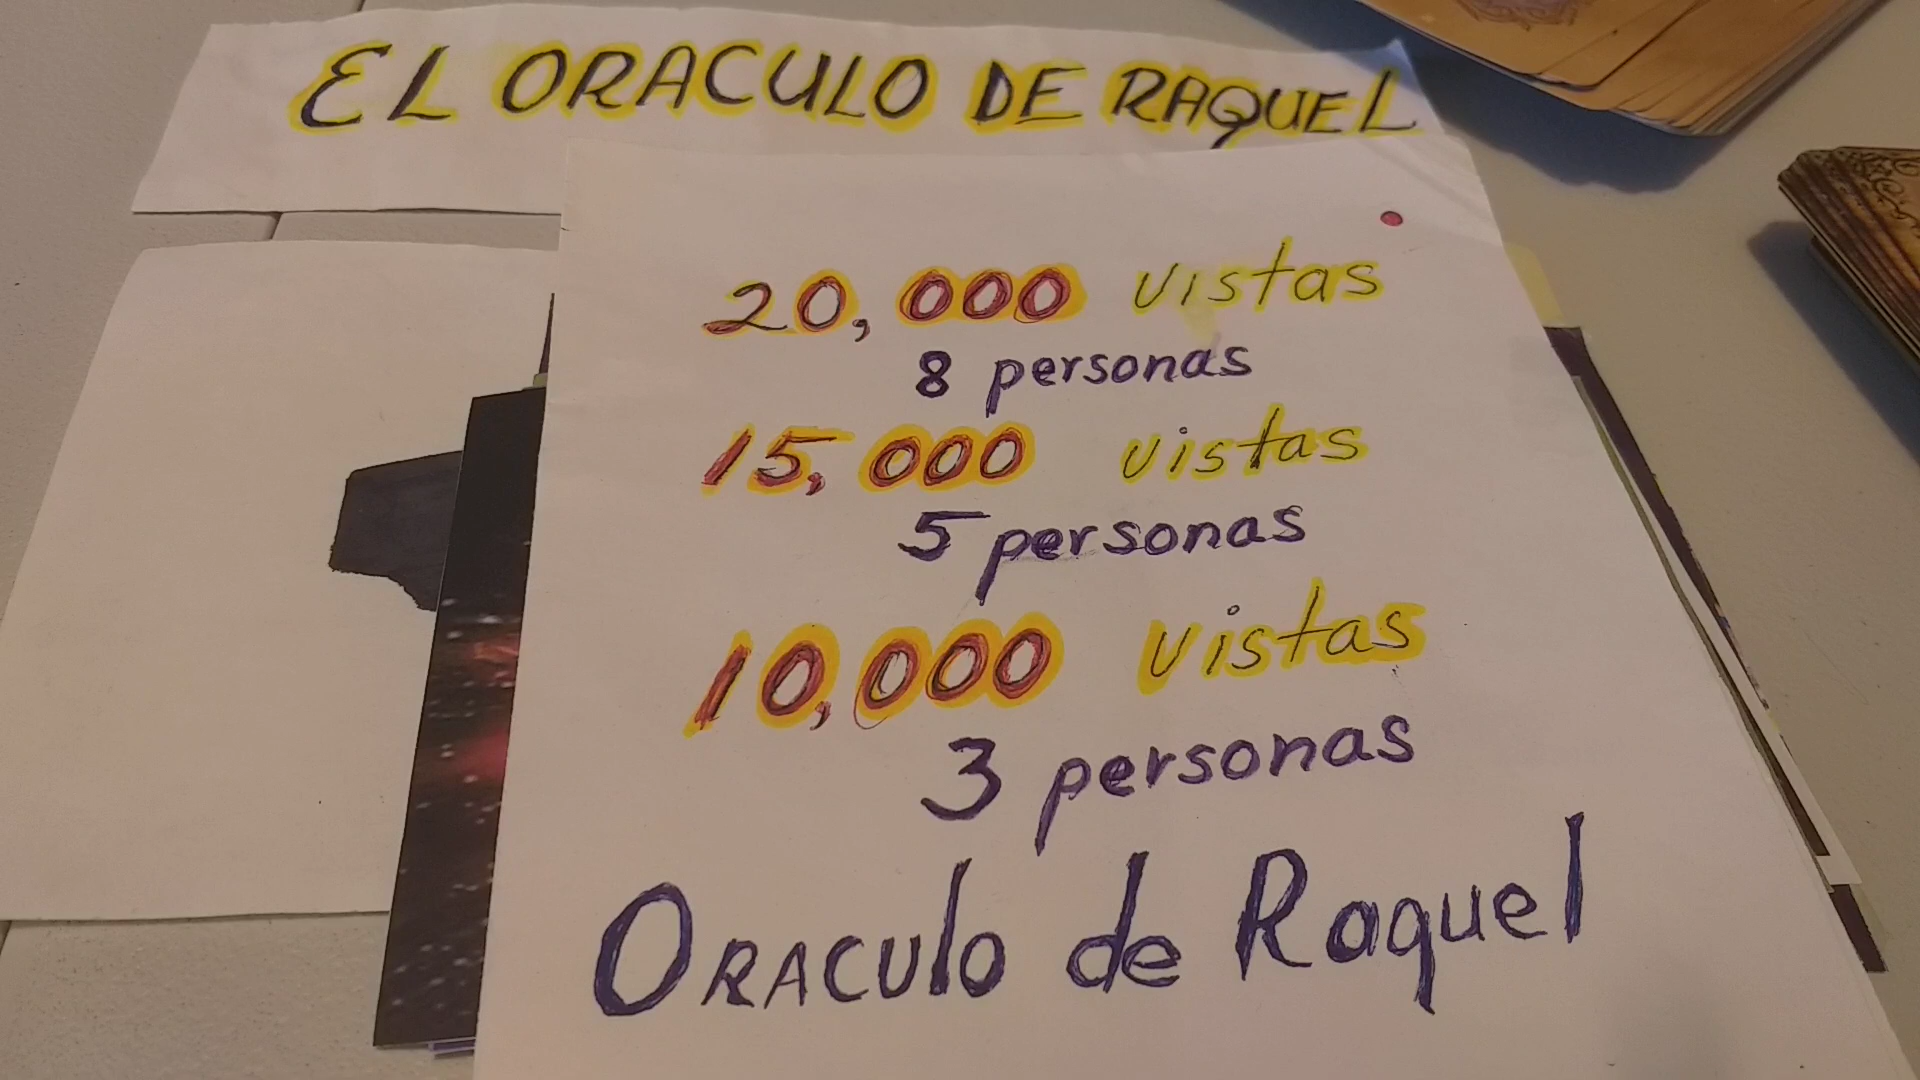 EL ORACULO DE RAQUEL
20,000 vistas
8 personas
15,000 vistas
5 personas
10,000 vistas
3 personas
ORACulo de Raquel